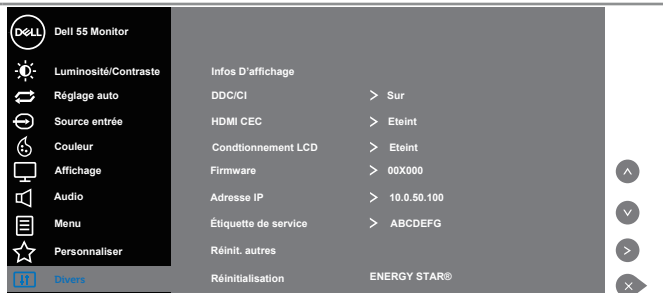 DELL
Dell 55 Monitor
Luminosité/Contraste
Réglage auto
Source entrée
Couleur
Affichage
Audio
Menu
Personnaliser
Divers
Infos D'affichage
DDC/CI > Sur
HDMI CEC > Eteint
Condtionnement LCD > Eteint
Firmware > 00X000
Adresse IP > 10.0.50.100
Étiquette de service > ABCDEFG
Réinit. autres
Réinitialisation ENERGY STAR®